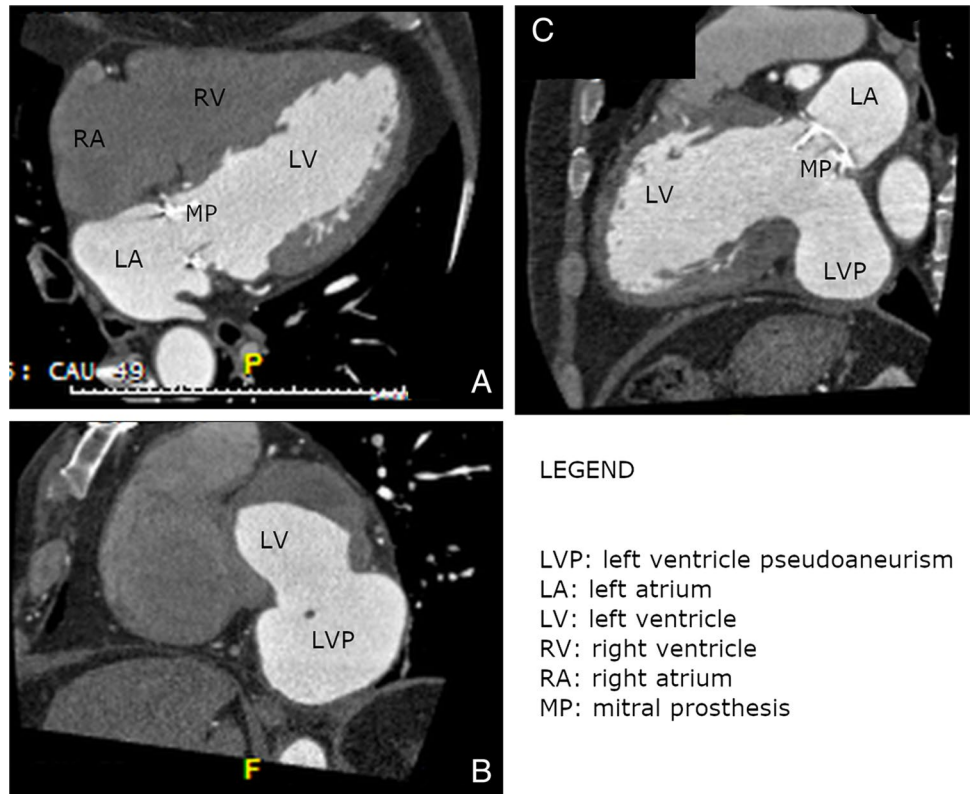 RV
RA
LV
MP
LA
P
CAU 49
A
C
LA
MP
LV
LVP
LV
LVP
F
B
LEGEND
LVP: left ventricle pseudoaneurism
LA: left atrium
LV: left ventricle
RV: right ventricle
RA: right atrium
MP: mitral prosthesis